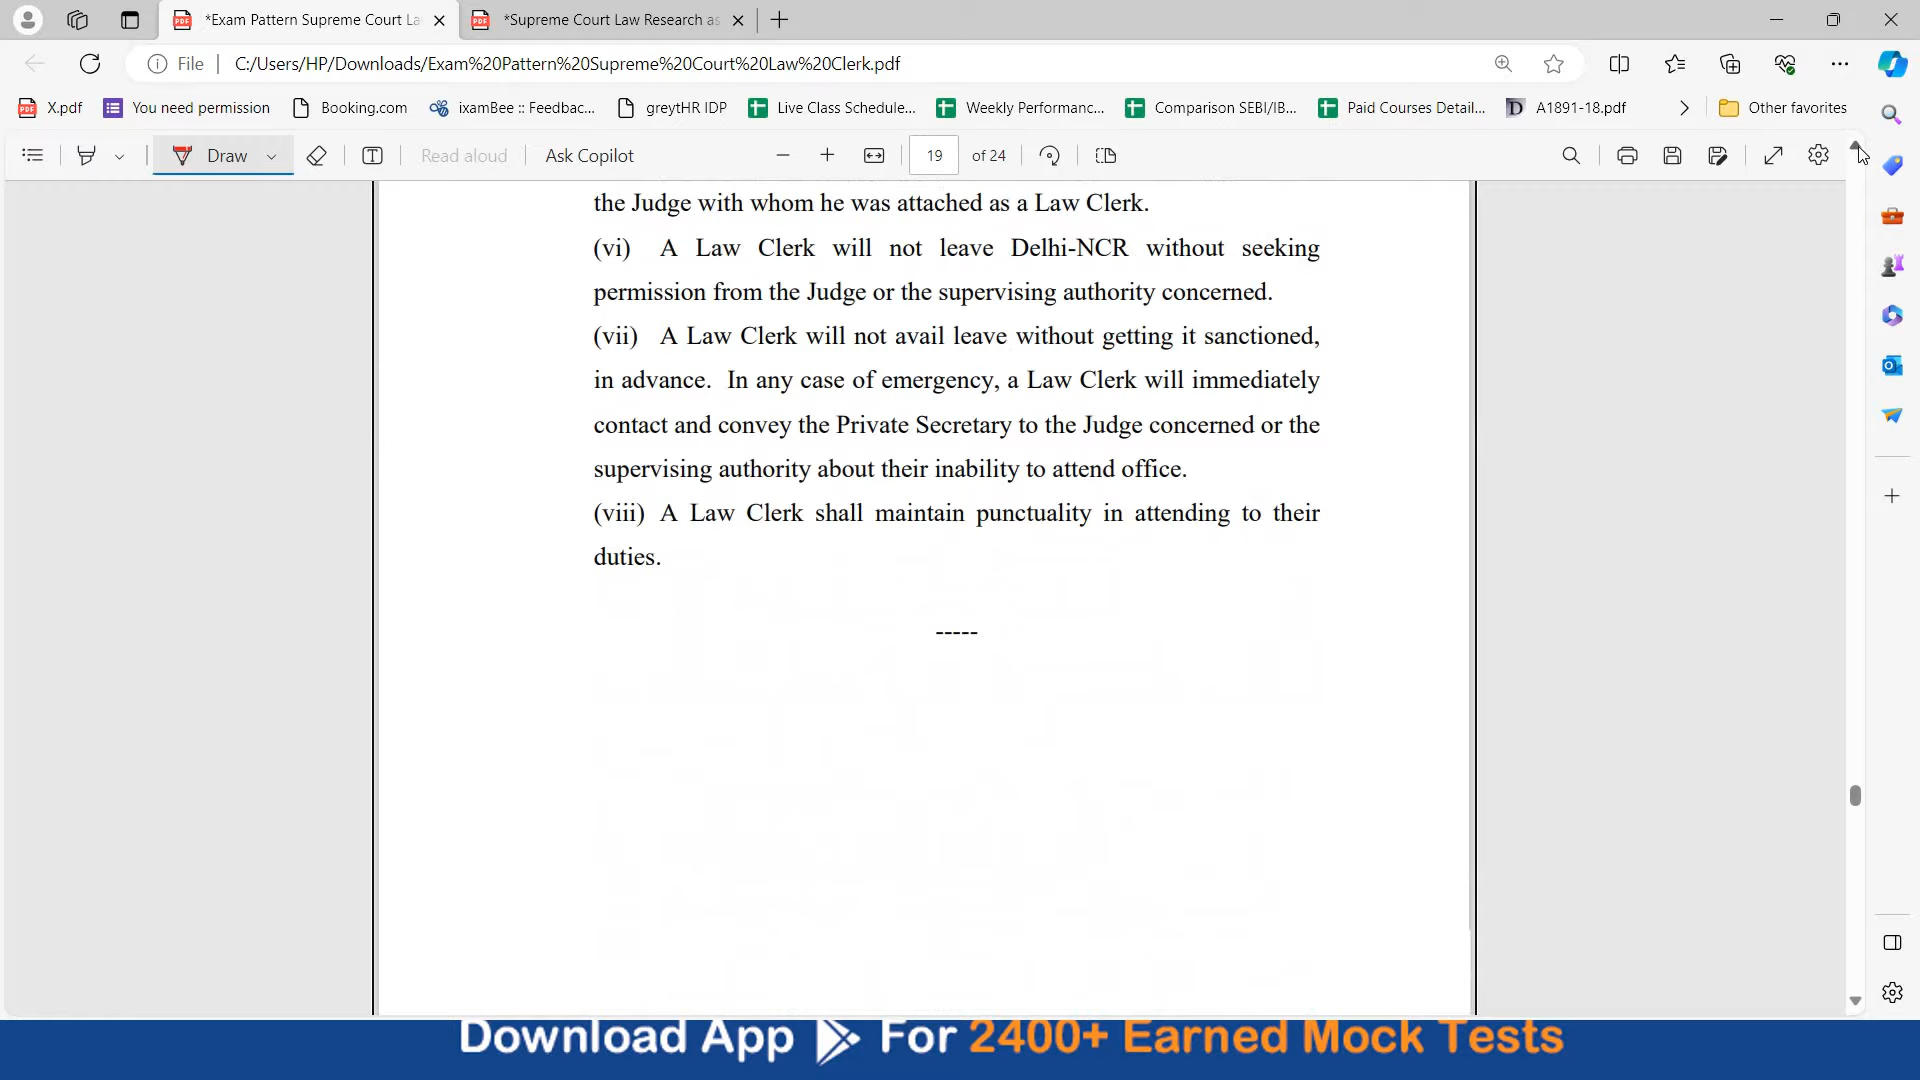 *Exam Pattern Supreme Court La
*Supreme Court Law Research as
File
C:/Users/HP/Downloads/Exam%20Pattern%20Supreme%20Court%20Law%20Clerk.pdf
X.pdf
You need permission
Booking.com
ixamBee :: Feedbac...
greytHR IDP
Live Class Schedule...
Weekly Performanc...
Comparison SEBI/IB...
Paid Courses Detail...
A1891-18.pdf
Other favorites
Draw
Read aloud
Ask Copilot
19
of 24
the Judge with whom he was attached as a Law Clerk.
(vi) A Law Clerk will not leave Delhi-NCR without seeking
permission from the Judge or the supervising authority concerned.
(vii) A Law Clerk will not avail leave without getting it sanctioned,
in advance. In any case of emergency, a Law Clerk will immediately
contact and convey the Private Secretary to the Judge concerned or the
supervising authority about their inability to attend office.
(viii) A Law Clerk shall maintain punctuality in attending to their
duties.
-----
Download App For 2400+ Earned Mock Tests